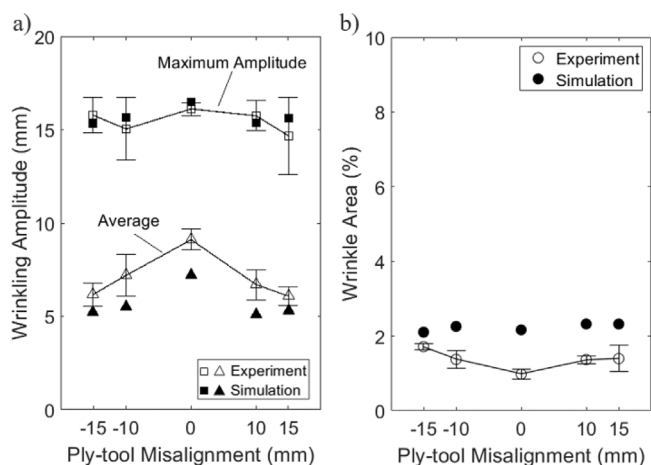 a)
20
15
10
5
0
Wrinkling Amplitude (mm)
Maximum Amplitude
Average
Experiment
Simulation
-15 -10 0 10 15
Ply-tool Misalignment (mm)
b)
10
8
6
4
2
0
Wrinkle Area (%)
Experiment
Simulation
-15 -10 0 10 15
Ply-tool Misalignment (mm)